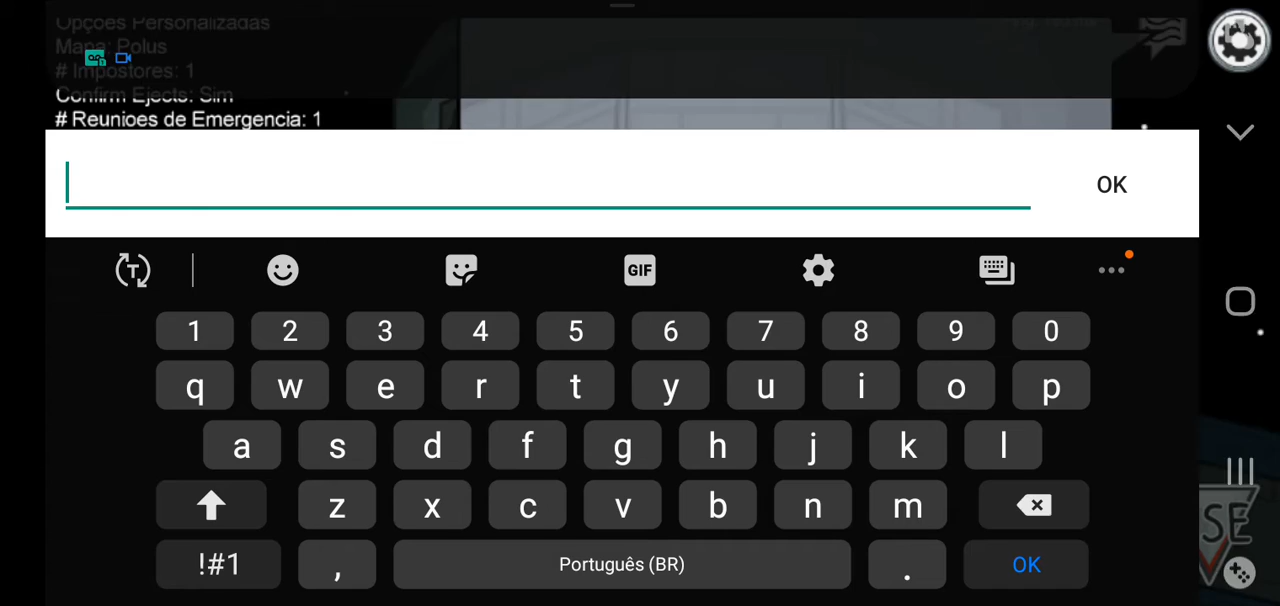 Opções Personalizadas
Mapa: Polus
# Impostores: 1
Confirm Ejects: Sim
# Reunioes de Emergencia: 1
OK
GIF
1 2 3 4 5 6 7 8 9 0
q w e r t y u i o p
a s d f g h j k l
z x c v b n m
!#1 , Português (BR) . OK
SE